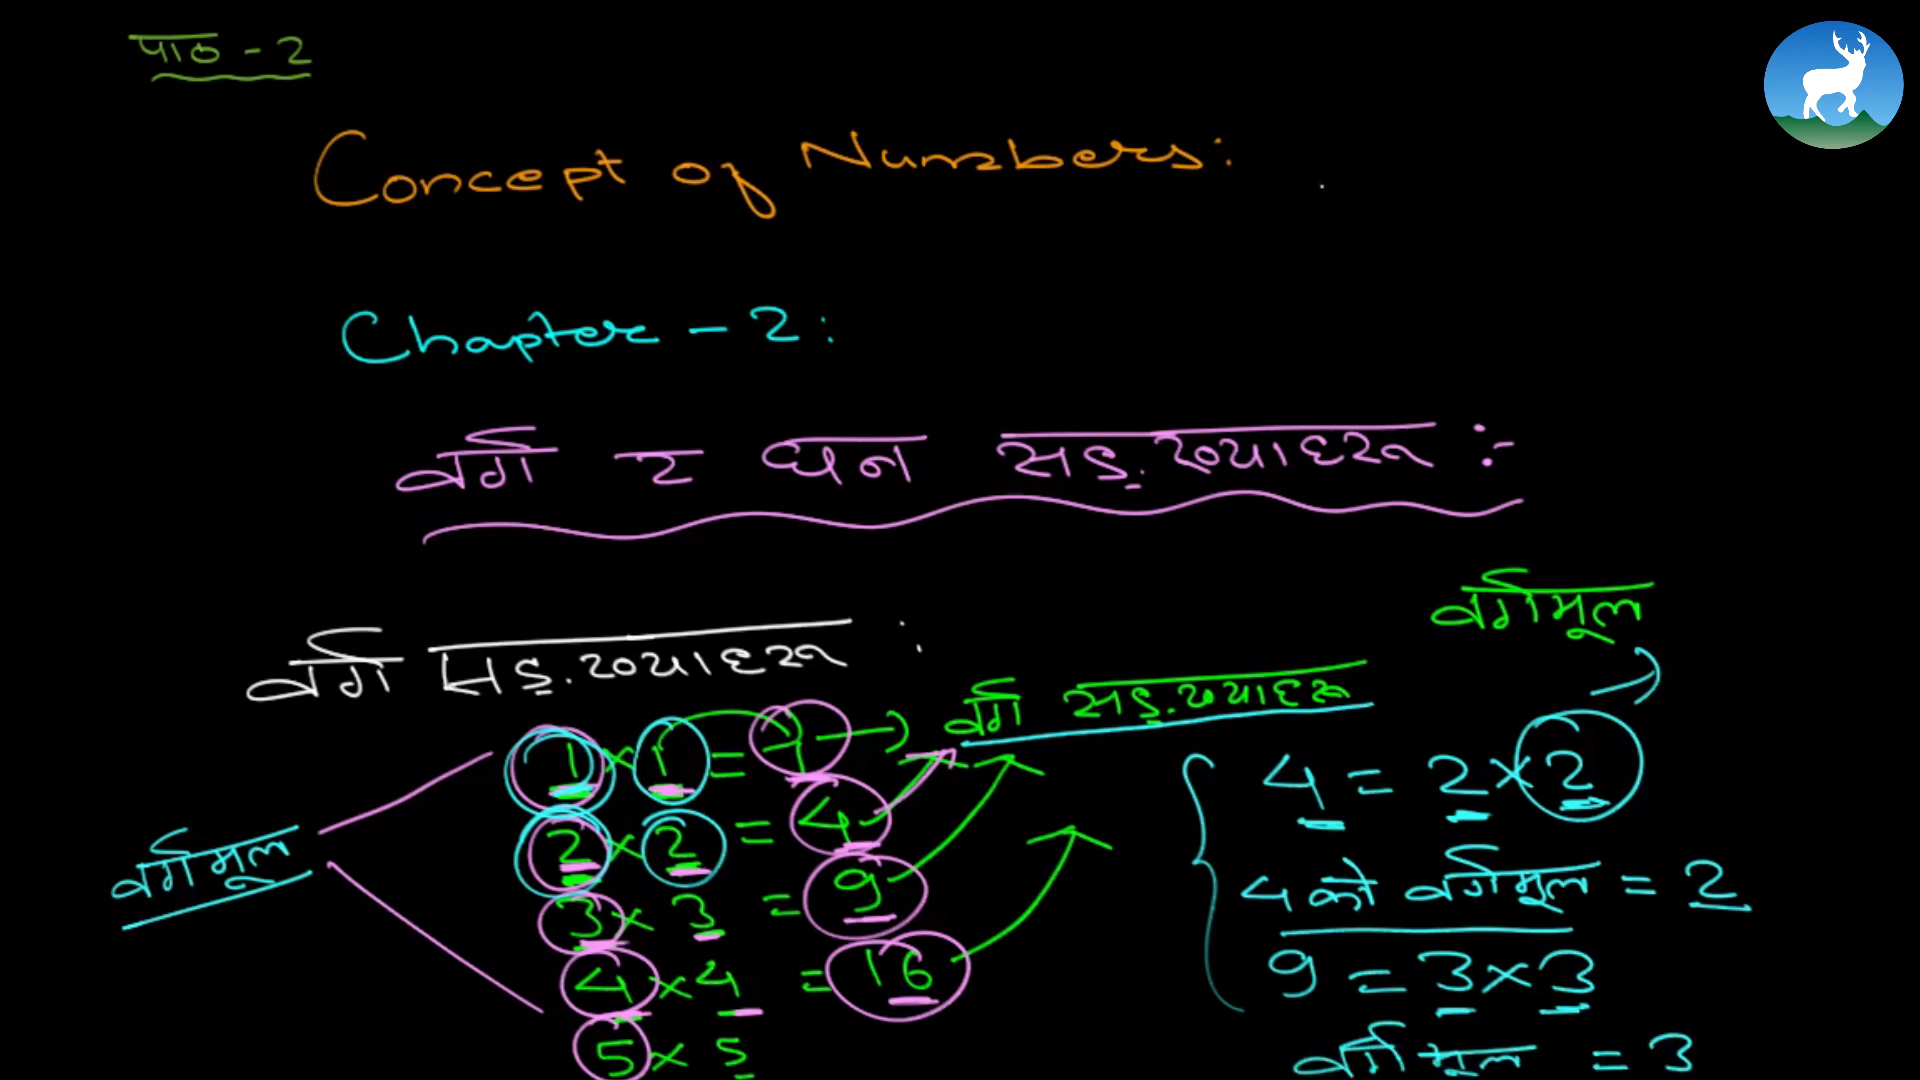 पाठ - 2
Concept of Numbers:
Chapter - 2:
वर्ग र घन सङ्ख्याहरू :-
वर्गमूल
वर्ग सङ्ख्याहरू :
वर्ग सङ्ख्याहरू
1 × 1 = 1
4 = 2 × 2
2 × 2 = 4
वर्गमूल
3 × 3 = 9
4 को वर्गमूल = 2
4 × 4 = 16
9 = 3 × 3
5 × 5
वर्गमूल = 3